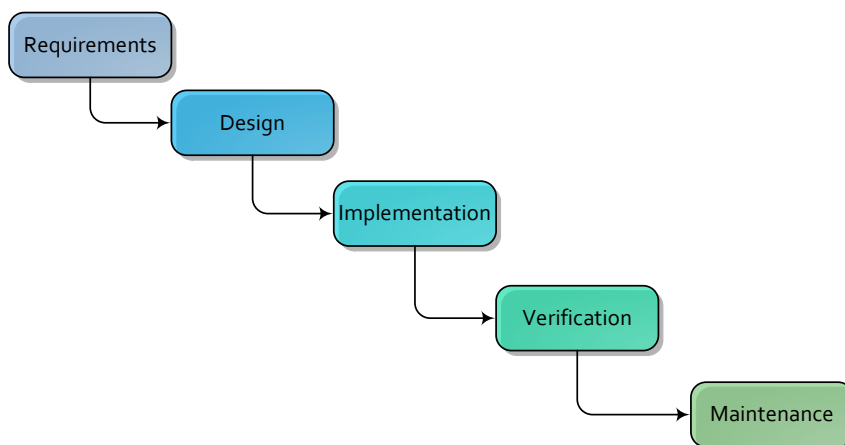 Requirements
Design
Implementation
Verification
Maintenance